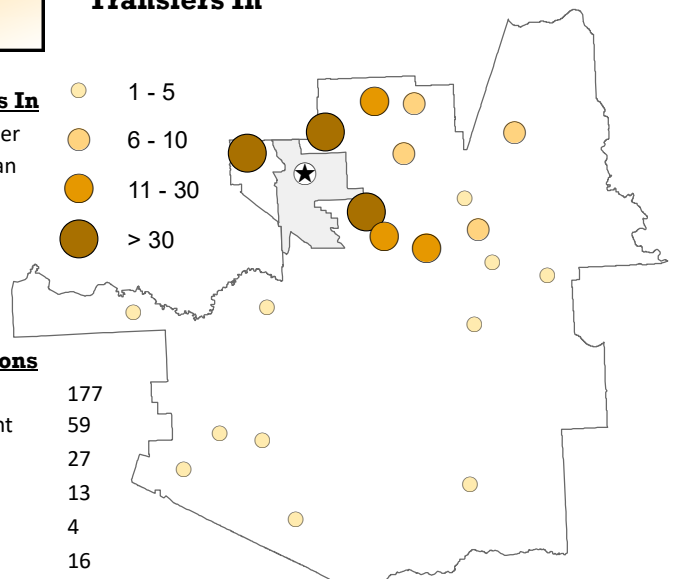 Transfers In
s In
er
an
1 - 5
6 - 10
11 - 30
> 30
ons
177
nt 59
27
13
4
16